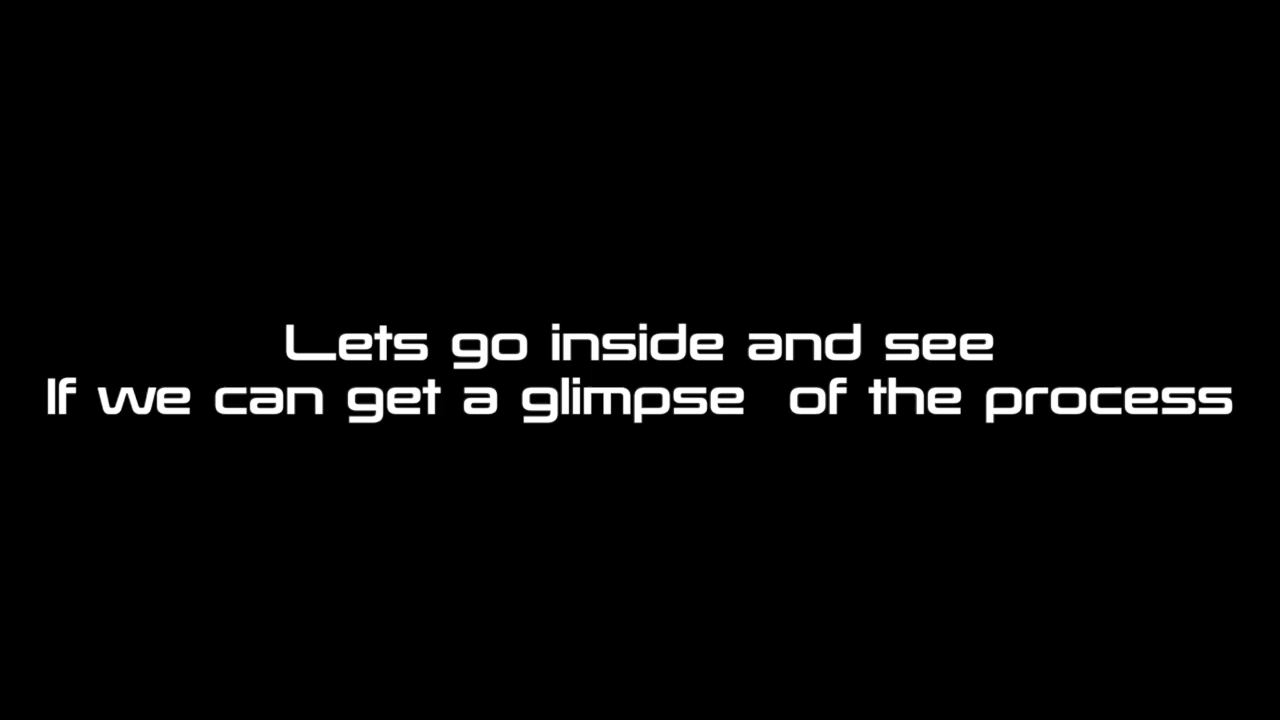 Lets go inside and see
If we can get a glimpse  of the process